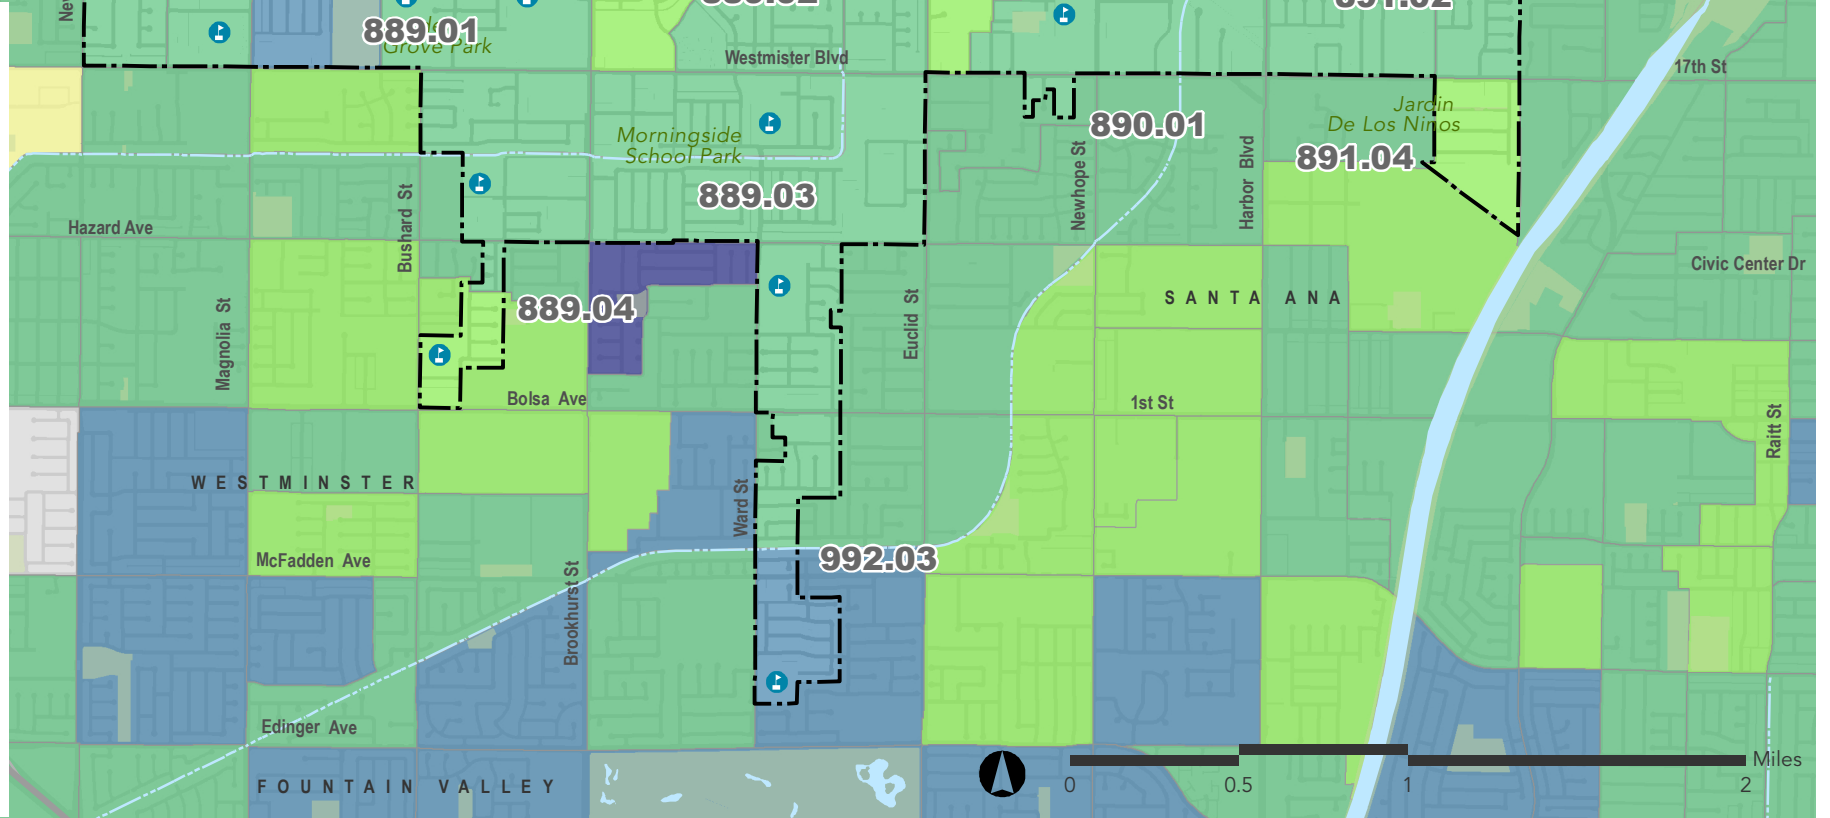 889.01
Grove Park
Westmister Blvd
17th St
Jardin
De Los Ninos
890.01
891.04
Morningside
School Park
889.03
Newhope St
Harbor Blvd
Bushard St
Hazard Ave
Civic Center Dr
SANTA ANA
889.04
Euclid St
Magnolia St
Bolsa Ave
1st St
Raitt St
WESTMINSTER
Ward St
McFadden Ave
992.03
Brookhurst St
Edinger Ave
FOUNTAIN VALLEY
Miles
0 0.5 1 2